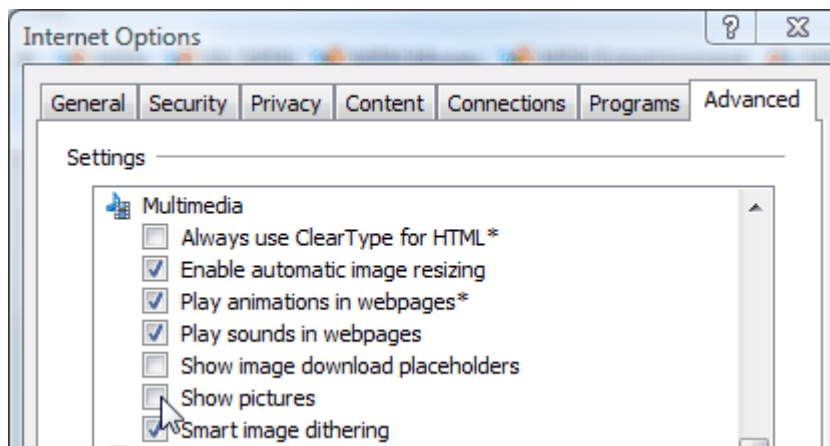 Internet Options
General Security Privacy Content Connections Programs Advanced
Settings
Multimedia
Always use ClearType for HTML*
Enable automatic image resizing
Play animations in webpages*
Play sounds in webpages
Show image download placeholders
Show pictures
Smart image dithering